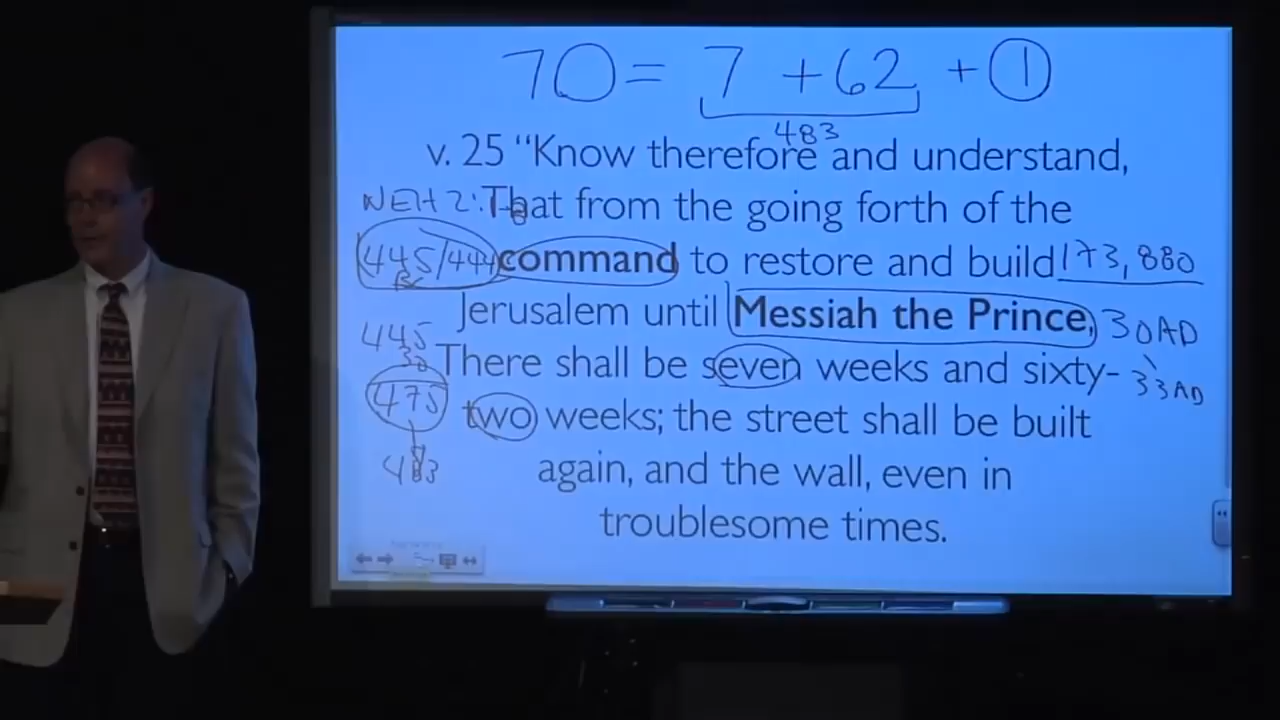 70 = 7 + 62 + 1
483
v. 25 “Know therefore and understand,
NEH 2:1-8 That from the going forth of the
445/444 BC command to restore and build 173,880
Jerusalem until Messiah the Prince, 30AD
445
30 There shall be seven weeks and sixty- 33AD
475 two weeks; the street shall be built
483 again, and the wall, even in
troublesome times.